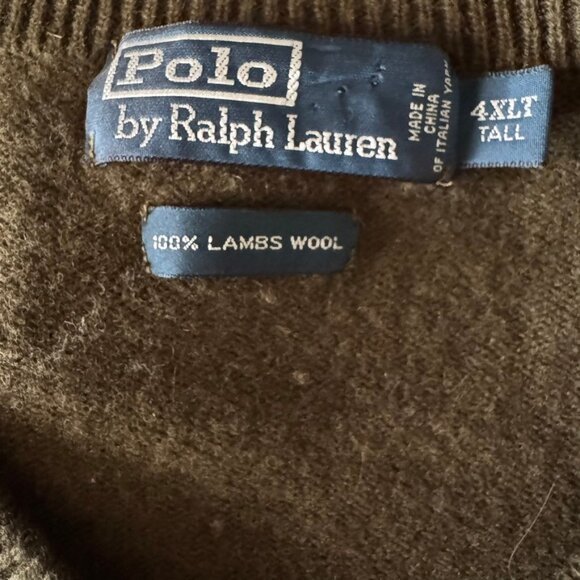 Polo
by Ralph Lauren
MADE IN
CHINA
OF ITALIAN YARN
4XLT
TALL
100% LAMBS WOOL